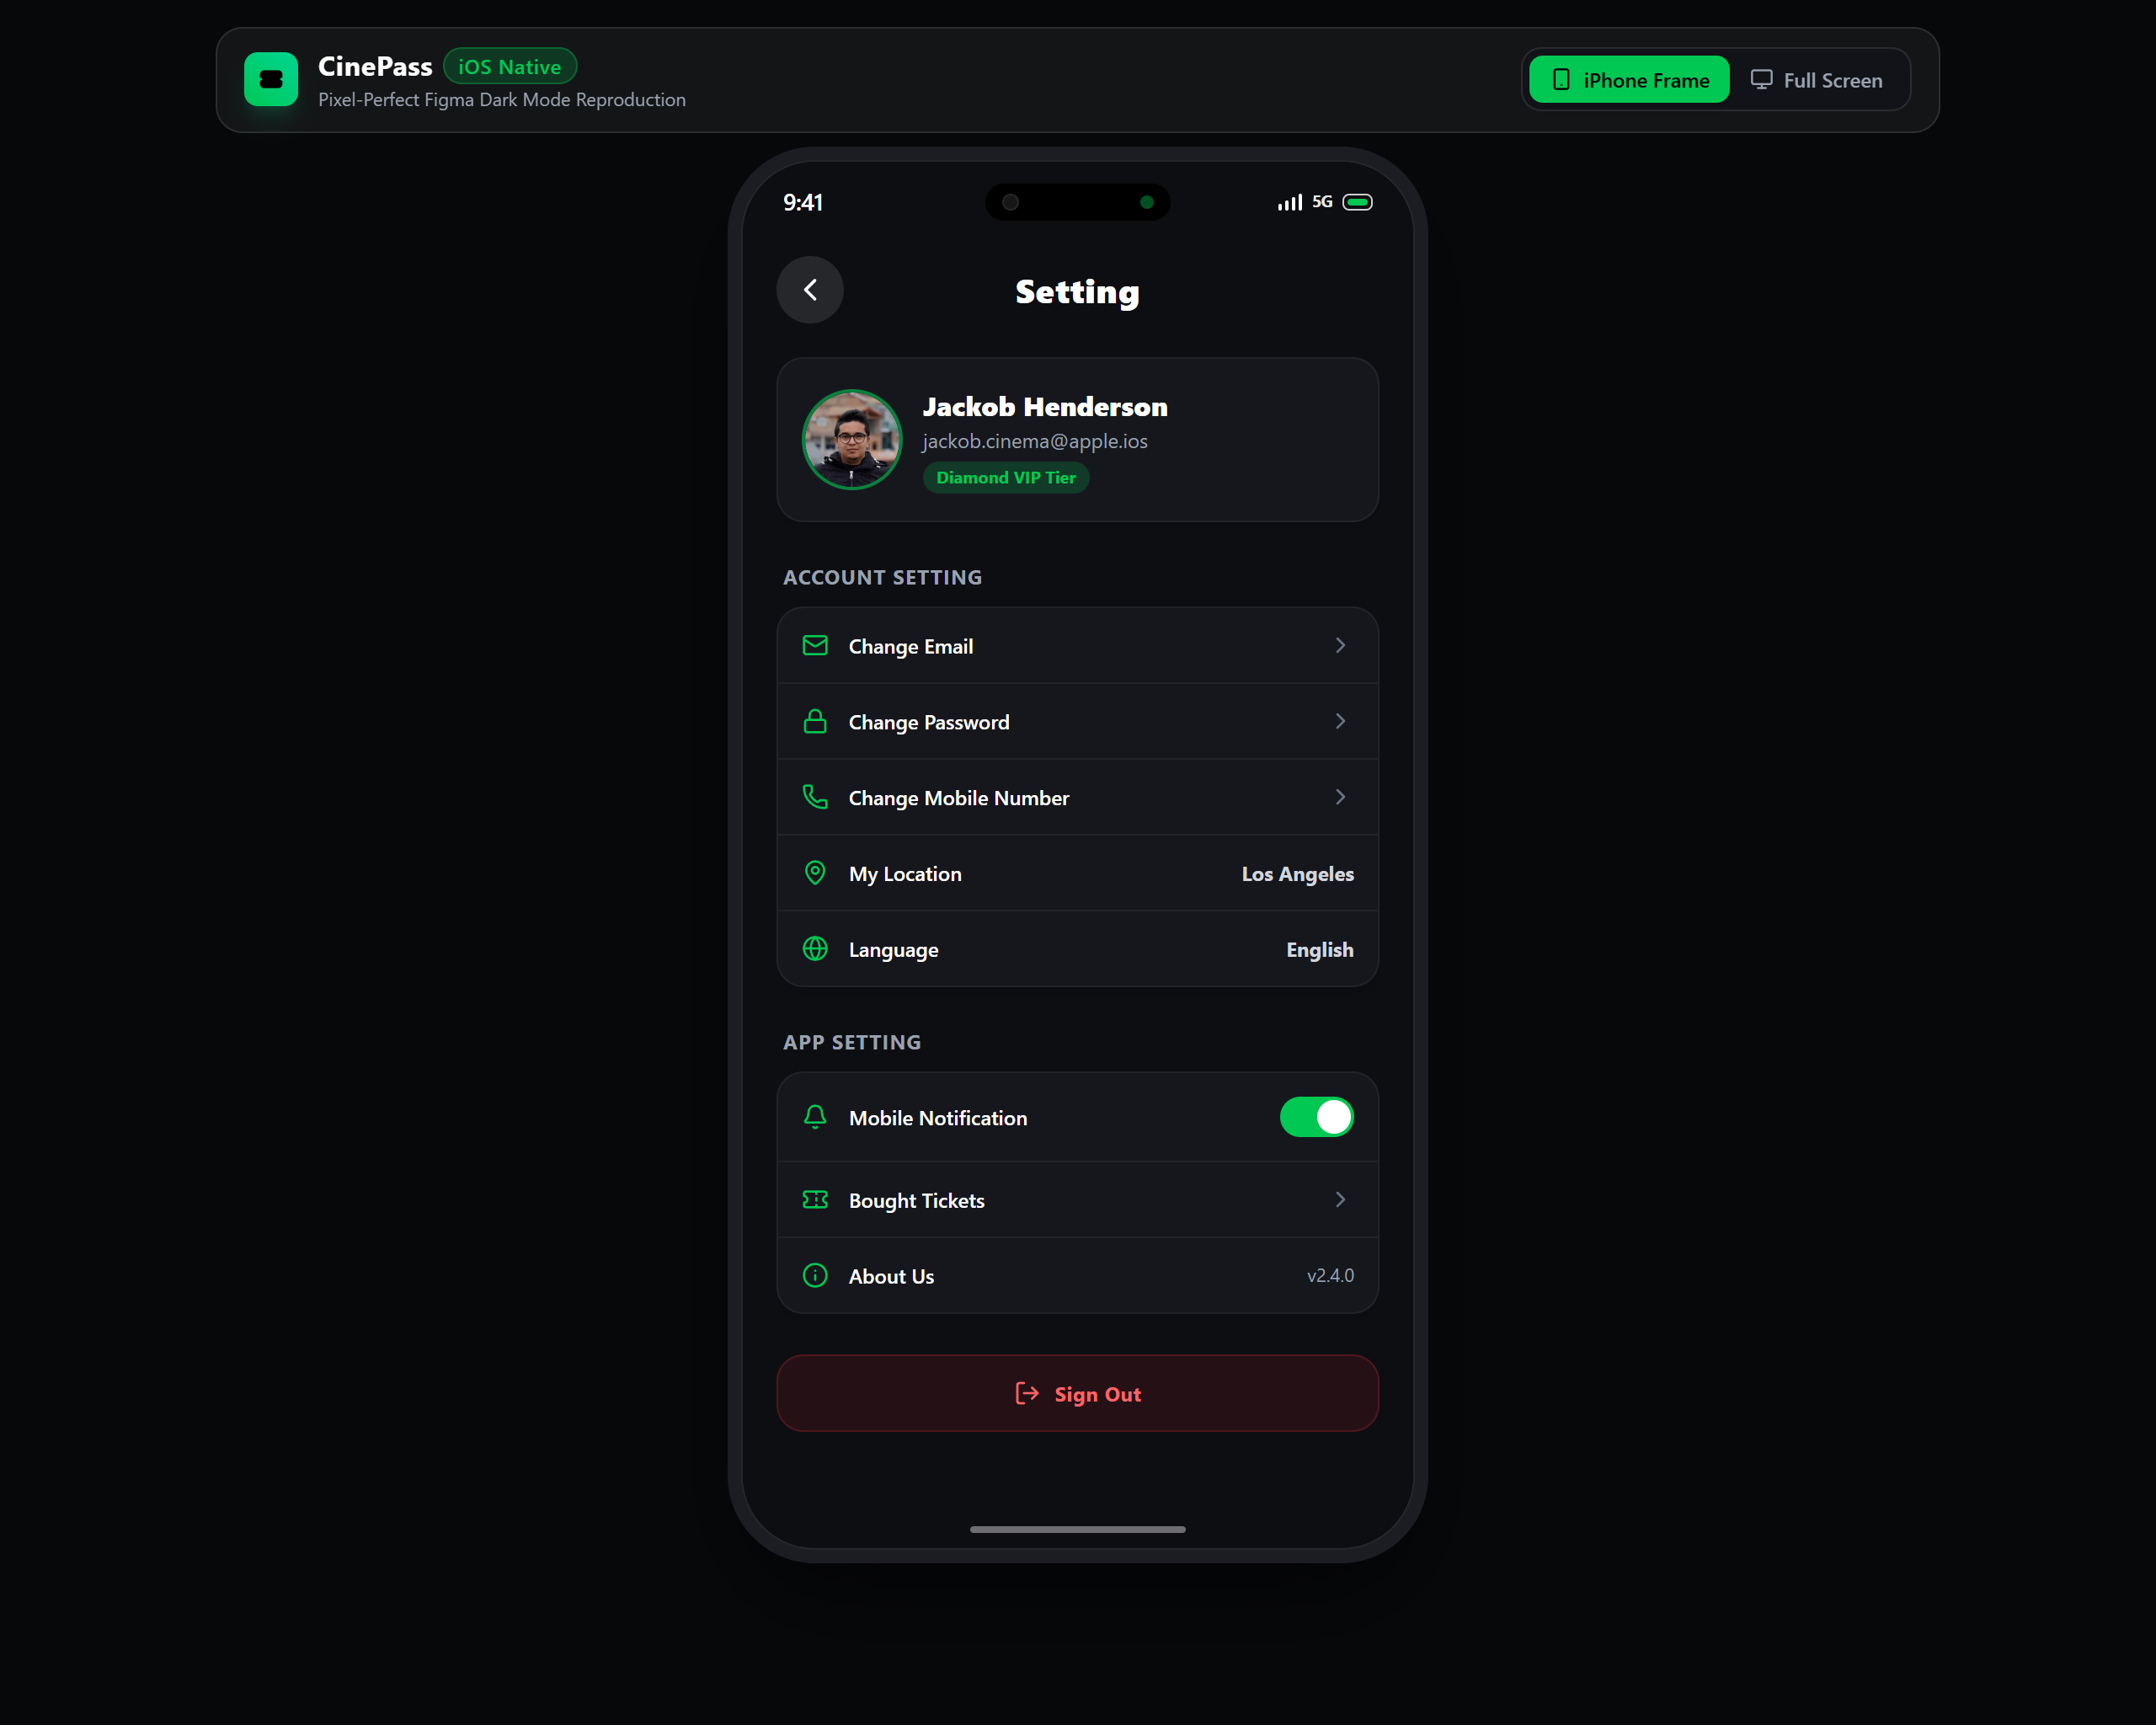 CinePass iOS Native
Pixel-Perfect Figma Dark Mode Reproduction
iPhone Frame Full Screen
9:41 5G
Setting
Jackob Henderson
jackob.cinema@apple.ios
Diamond VIP Tier
ACCOUNT SETTING
Change Email
Change Password
Change Mobile Number
My Location Los Angeles
Language English
APP SETTING
Mobile Notification
Bought Tickets
About Us v2.4.0
Sign Out